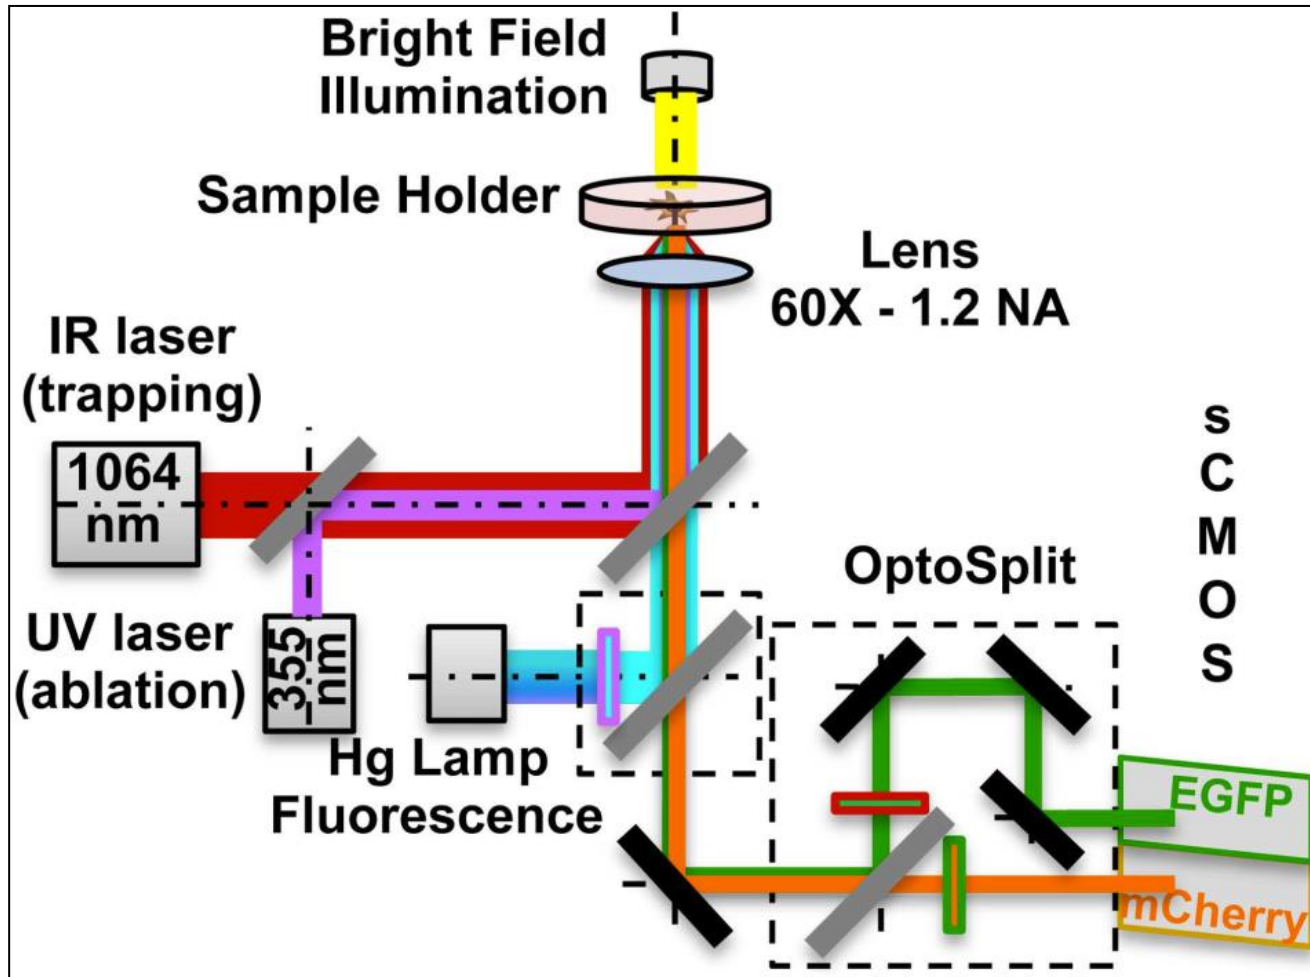 Bright Field
Illumination
Sample Holder
Lens
60X - 1.2 NA
IR laser
(trapping)
1064
nm
UV laser
(ablation)
355
nm
Hg Lamp
Fluorescence
OptoSplit
s
C
M
O
S
EGFP
mCherry